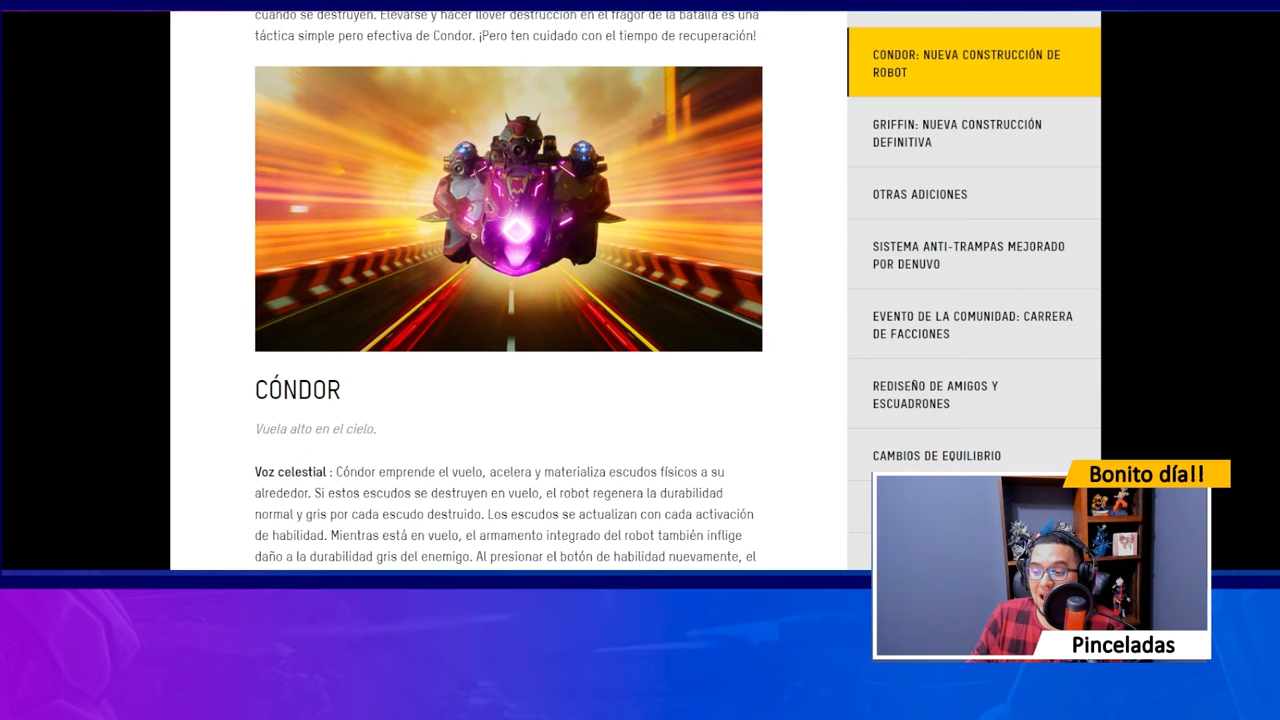 cuando se destruyen. Elevarse y hacer llover destrucción en el fragor de la batalla es una
táctica simple pero efectiva de Condor. ¡Pero ten cuidado con el tiempo de recuperación!
CÓNDOR
Vuela alto en el cielo.
Voz celestial : Cóndor emprende el vuelo, acelera y materializa escudos físicos a su
alrededor. Si estos escudos se destruyen en vuelo, el robot regenera la durabilidad
normal y gris por cada escudo destruido. Los escudos se actualizan con cada activación
de habilidad. Mientras está en vuelo, el armamento integrado del robot también inflige
daño a la durabilidad gris del enemigo. Al presionar el botón de habilidad nuevamente, el
CONDOR: NUEVA CONSTRUCCIÓN DE
ROBOT
GRIFFIN: NUEVA CONSTRUCCIÓN
DEFINITIVA
OTRAS ADICIONES
SISTEMA ANTI-TRAMPAS MEJORADO
POR DENUVO
EVENTO DE LA COMUNIDAD: CARRERA
DE FACCIONES
REDISEÑO DE AMIGOS Y
ESCUADRONES
CAMBIOS DE EQUILIBRIO
Bonito día!!
Pinceladas